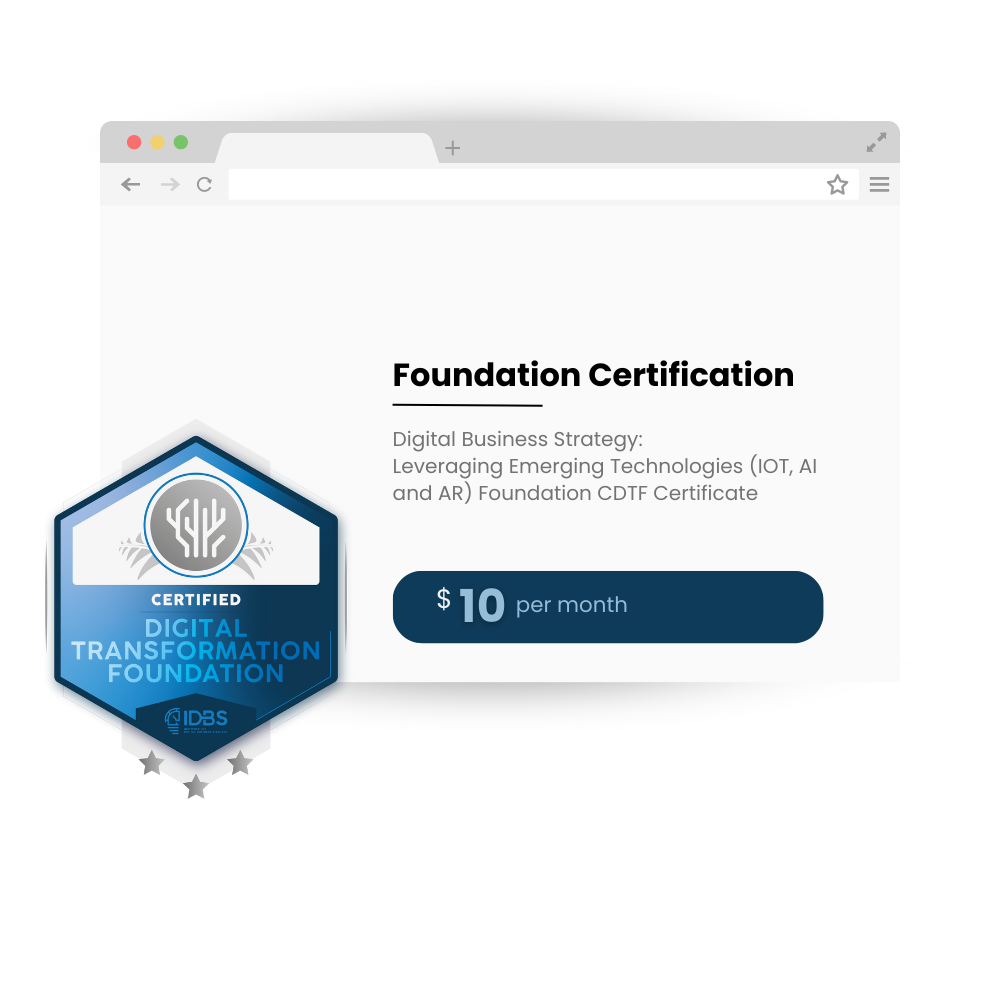 Foundation Certification
Digital Business Strategy:
Leveraging Emerging Technologies (IOT, AI
and AR) Foundation CDTF Certificate
$ 10 per month
CERTIFIED
DIGITAL
TRANSFORMATION
FOUNDATION
IDBS